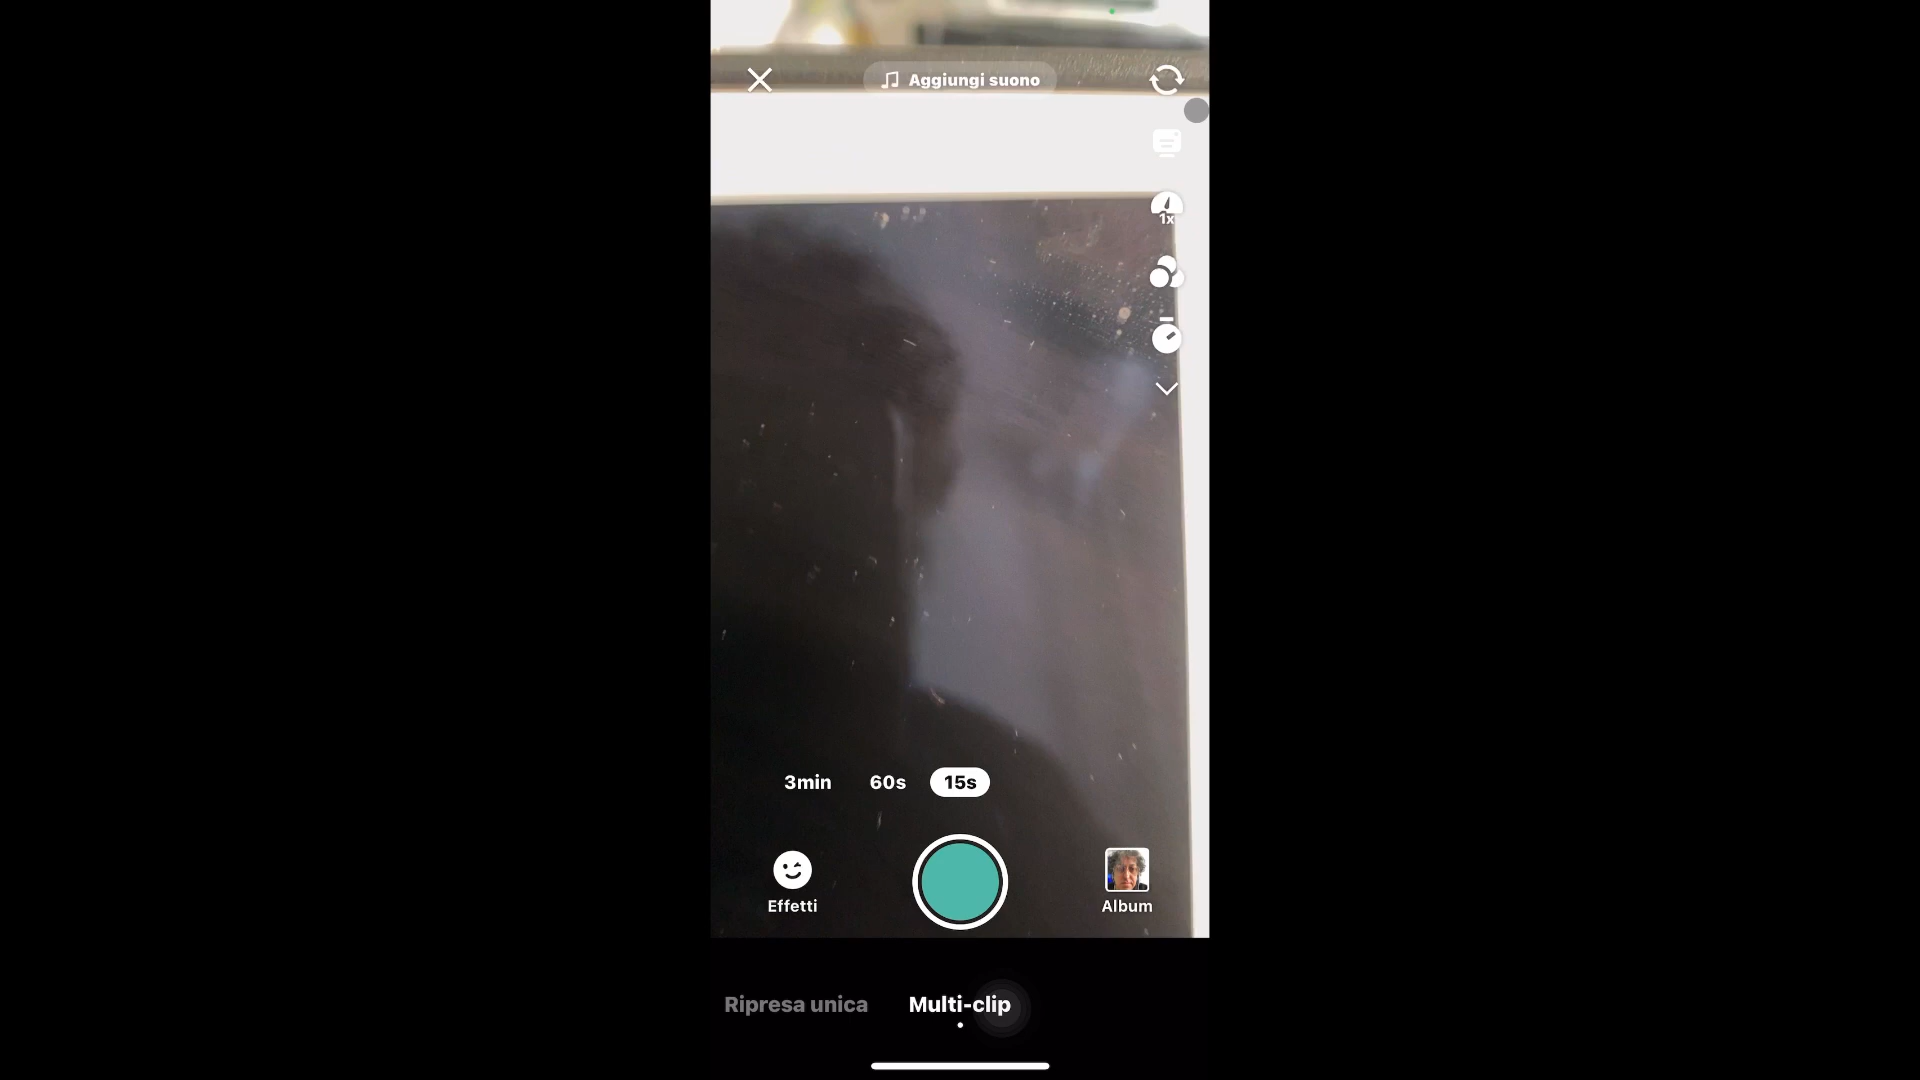 Aggiungi suono
1x
3min 60s 15s
Effetti
Album
Ripresa unica Multi-clip